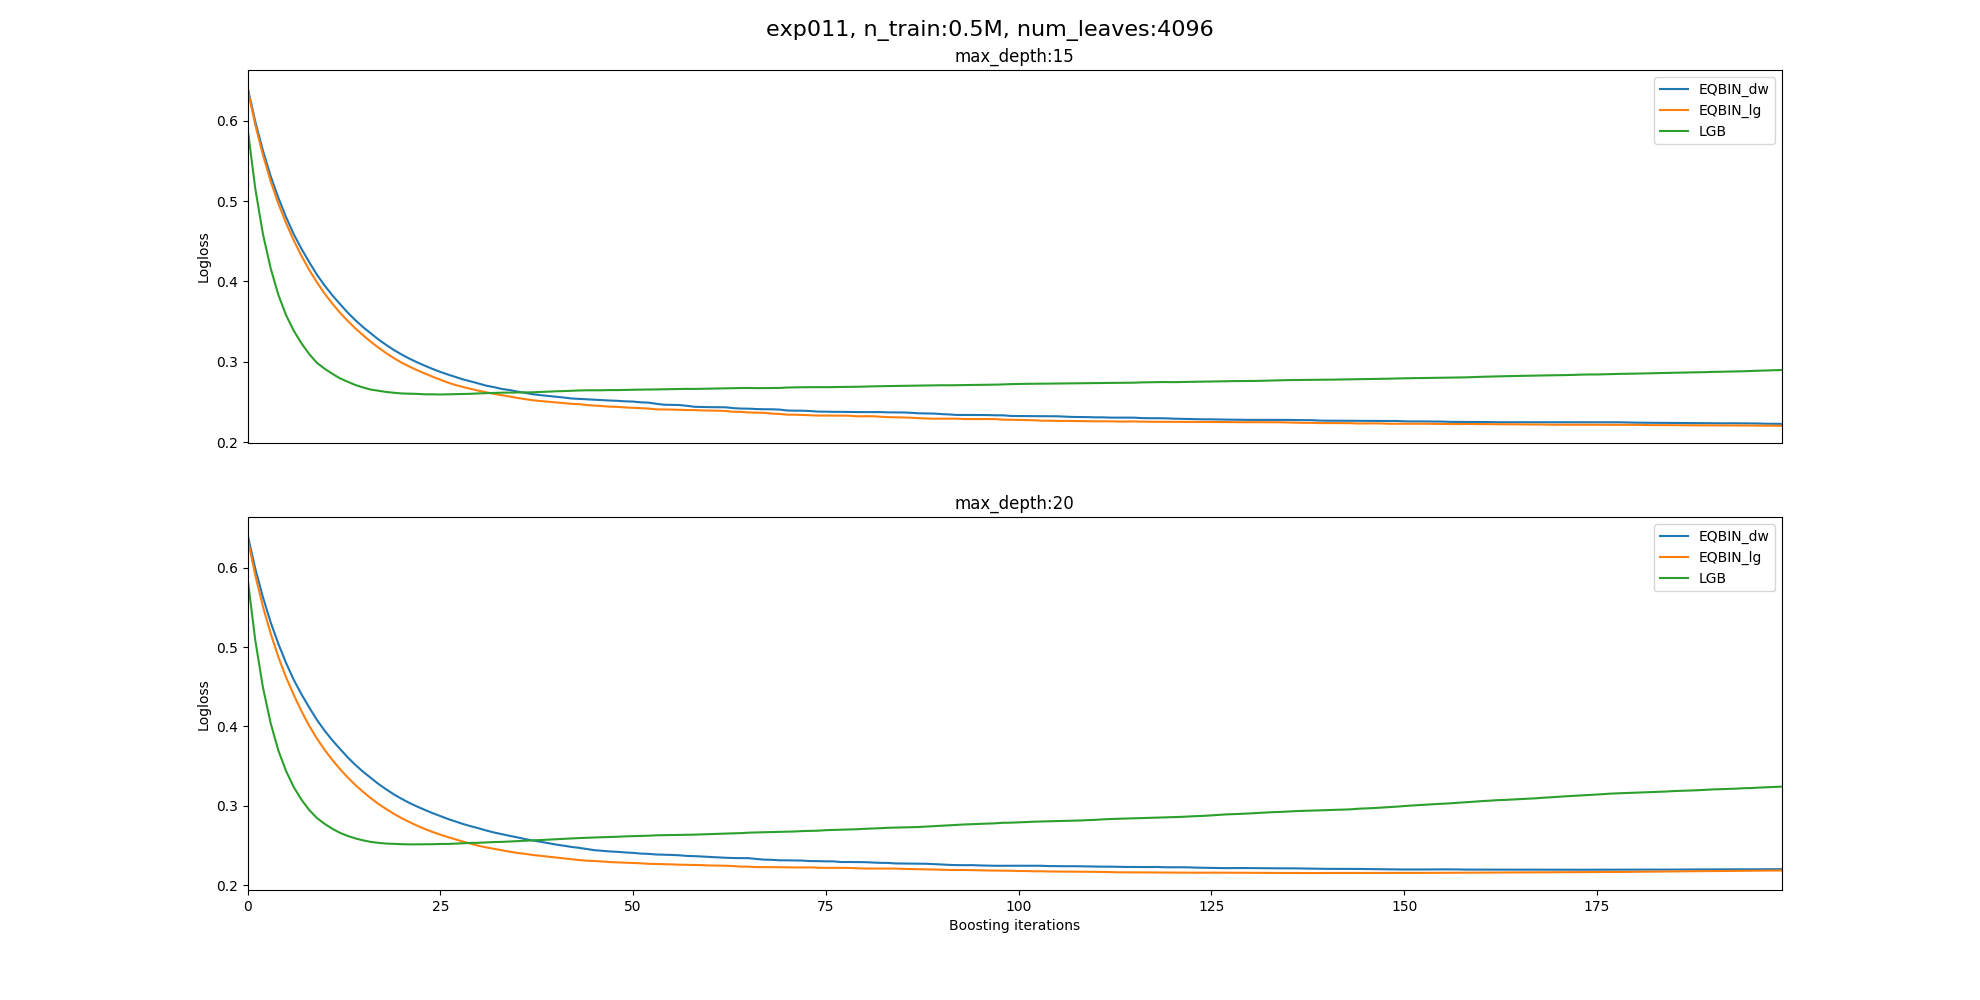 exp011, n_train:0.5M, num_leaves:4096
max_depth:15
EQBIN_dw
EQBIN_lg
LGB
0.6
0.5
0.4
0.3
0.2
Logloss
max_depth:20
EQBIN_dw
EQBIN_lg
LGB
0.6
0.5
0.4
0.3
0.2
Logloss
0 25 50 75 100 125 150 175
Boosting iterations